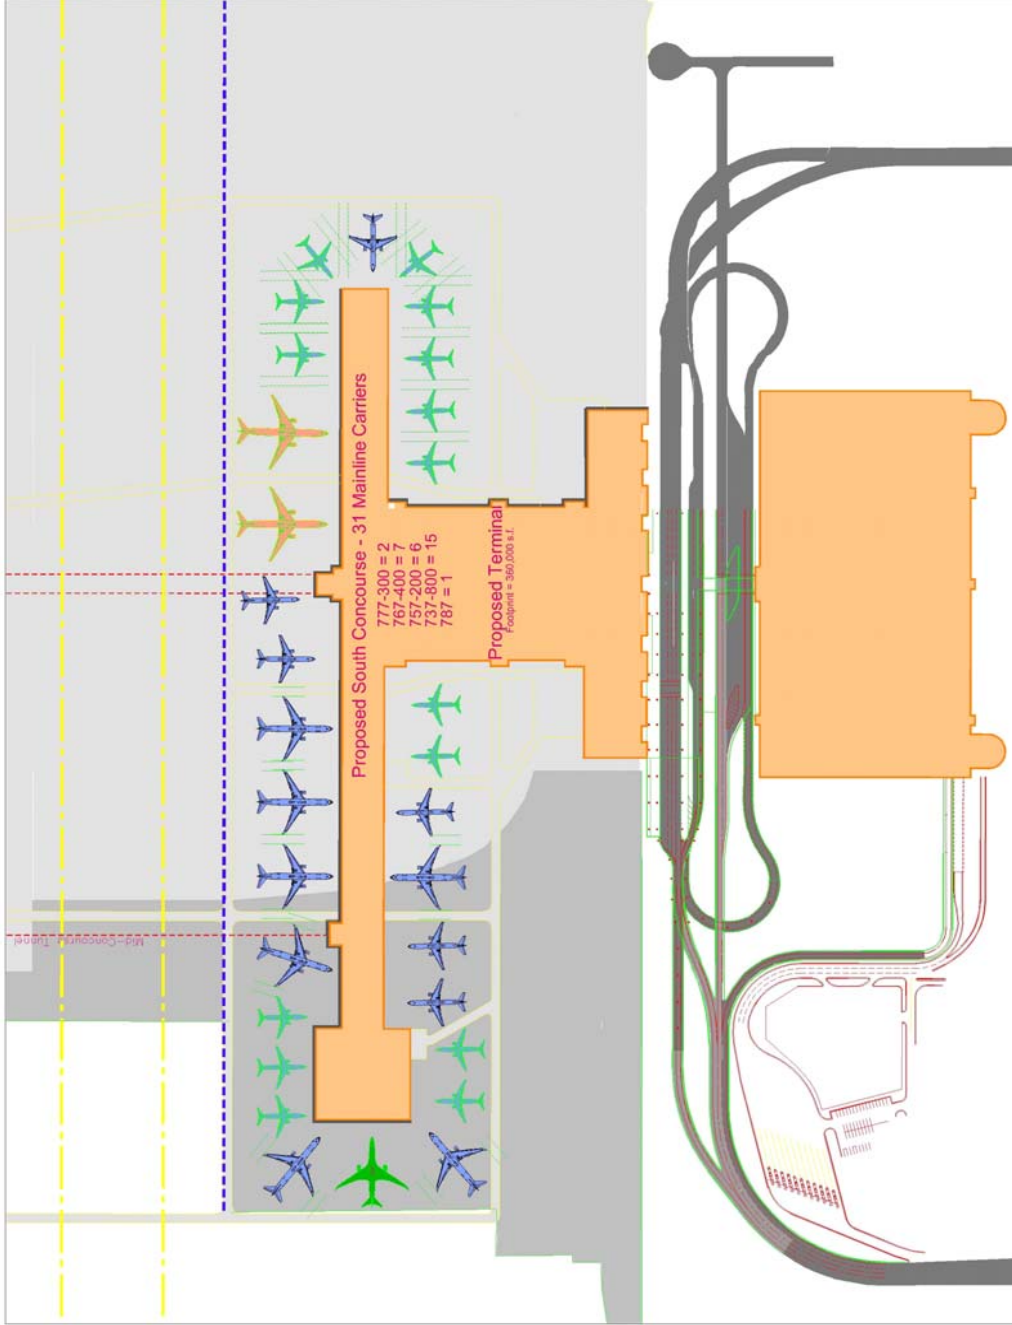 Proposed South Concourse - 31 Mainline Carriers
777-300 = 2
767-400 = 7
757-200 = 6
737-800 = 15
787 = 1
Proposed Terminal
Footprint = 360,000 s.f.
Mid-Concourse Tunnel